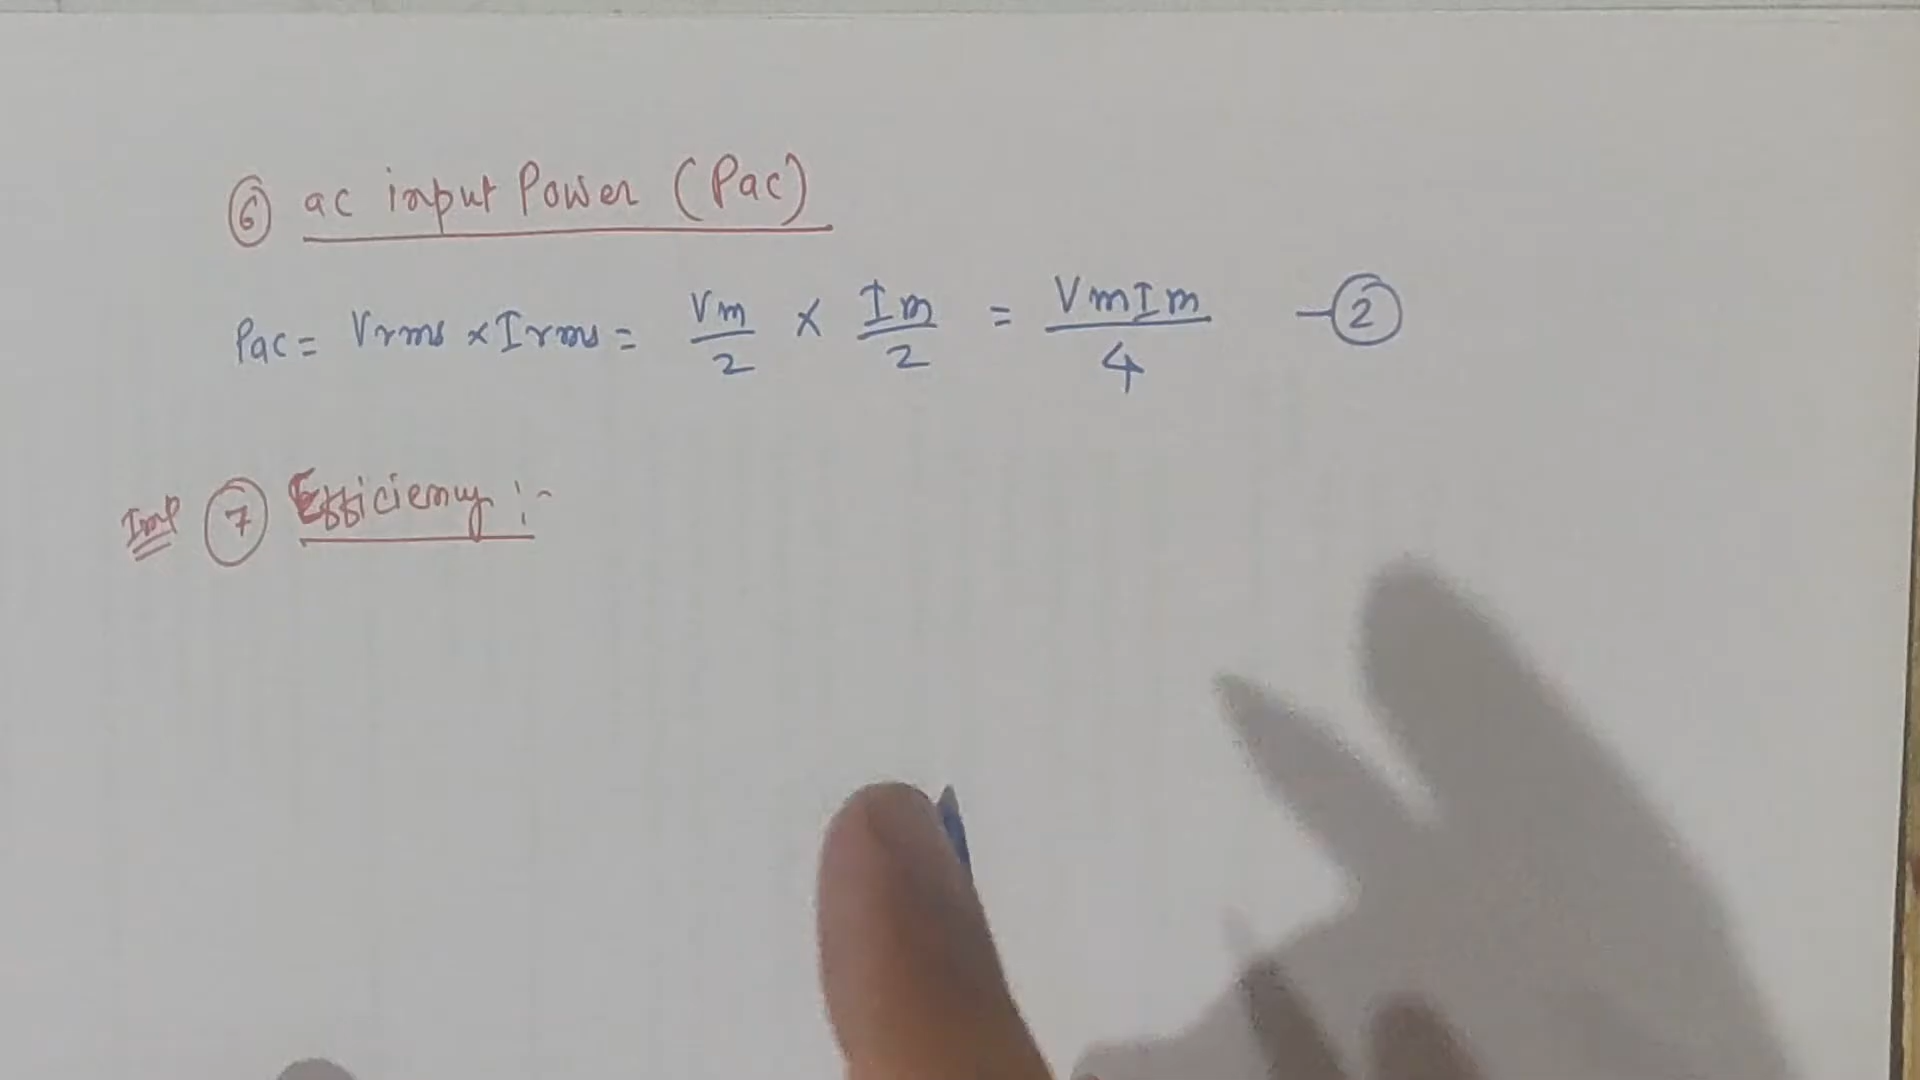 ⑥ ac input Power (Pac)
Pac = Vrms × Irms = Vm/2 × Im/2 = VmIm/4 —②
Imp ⑦ Efficiency :-